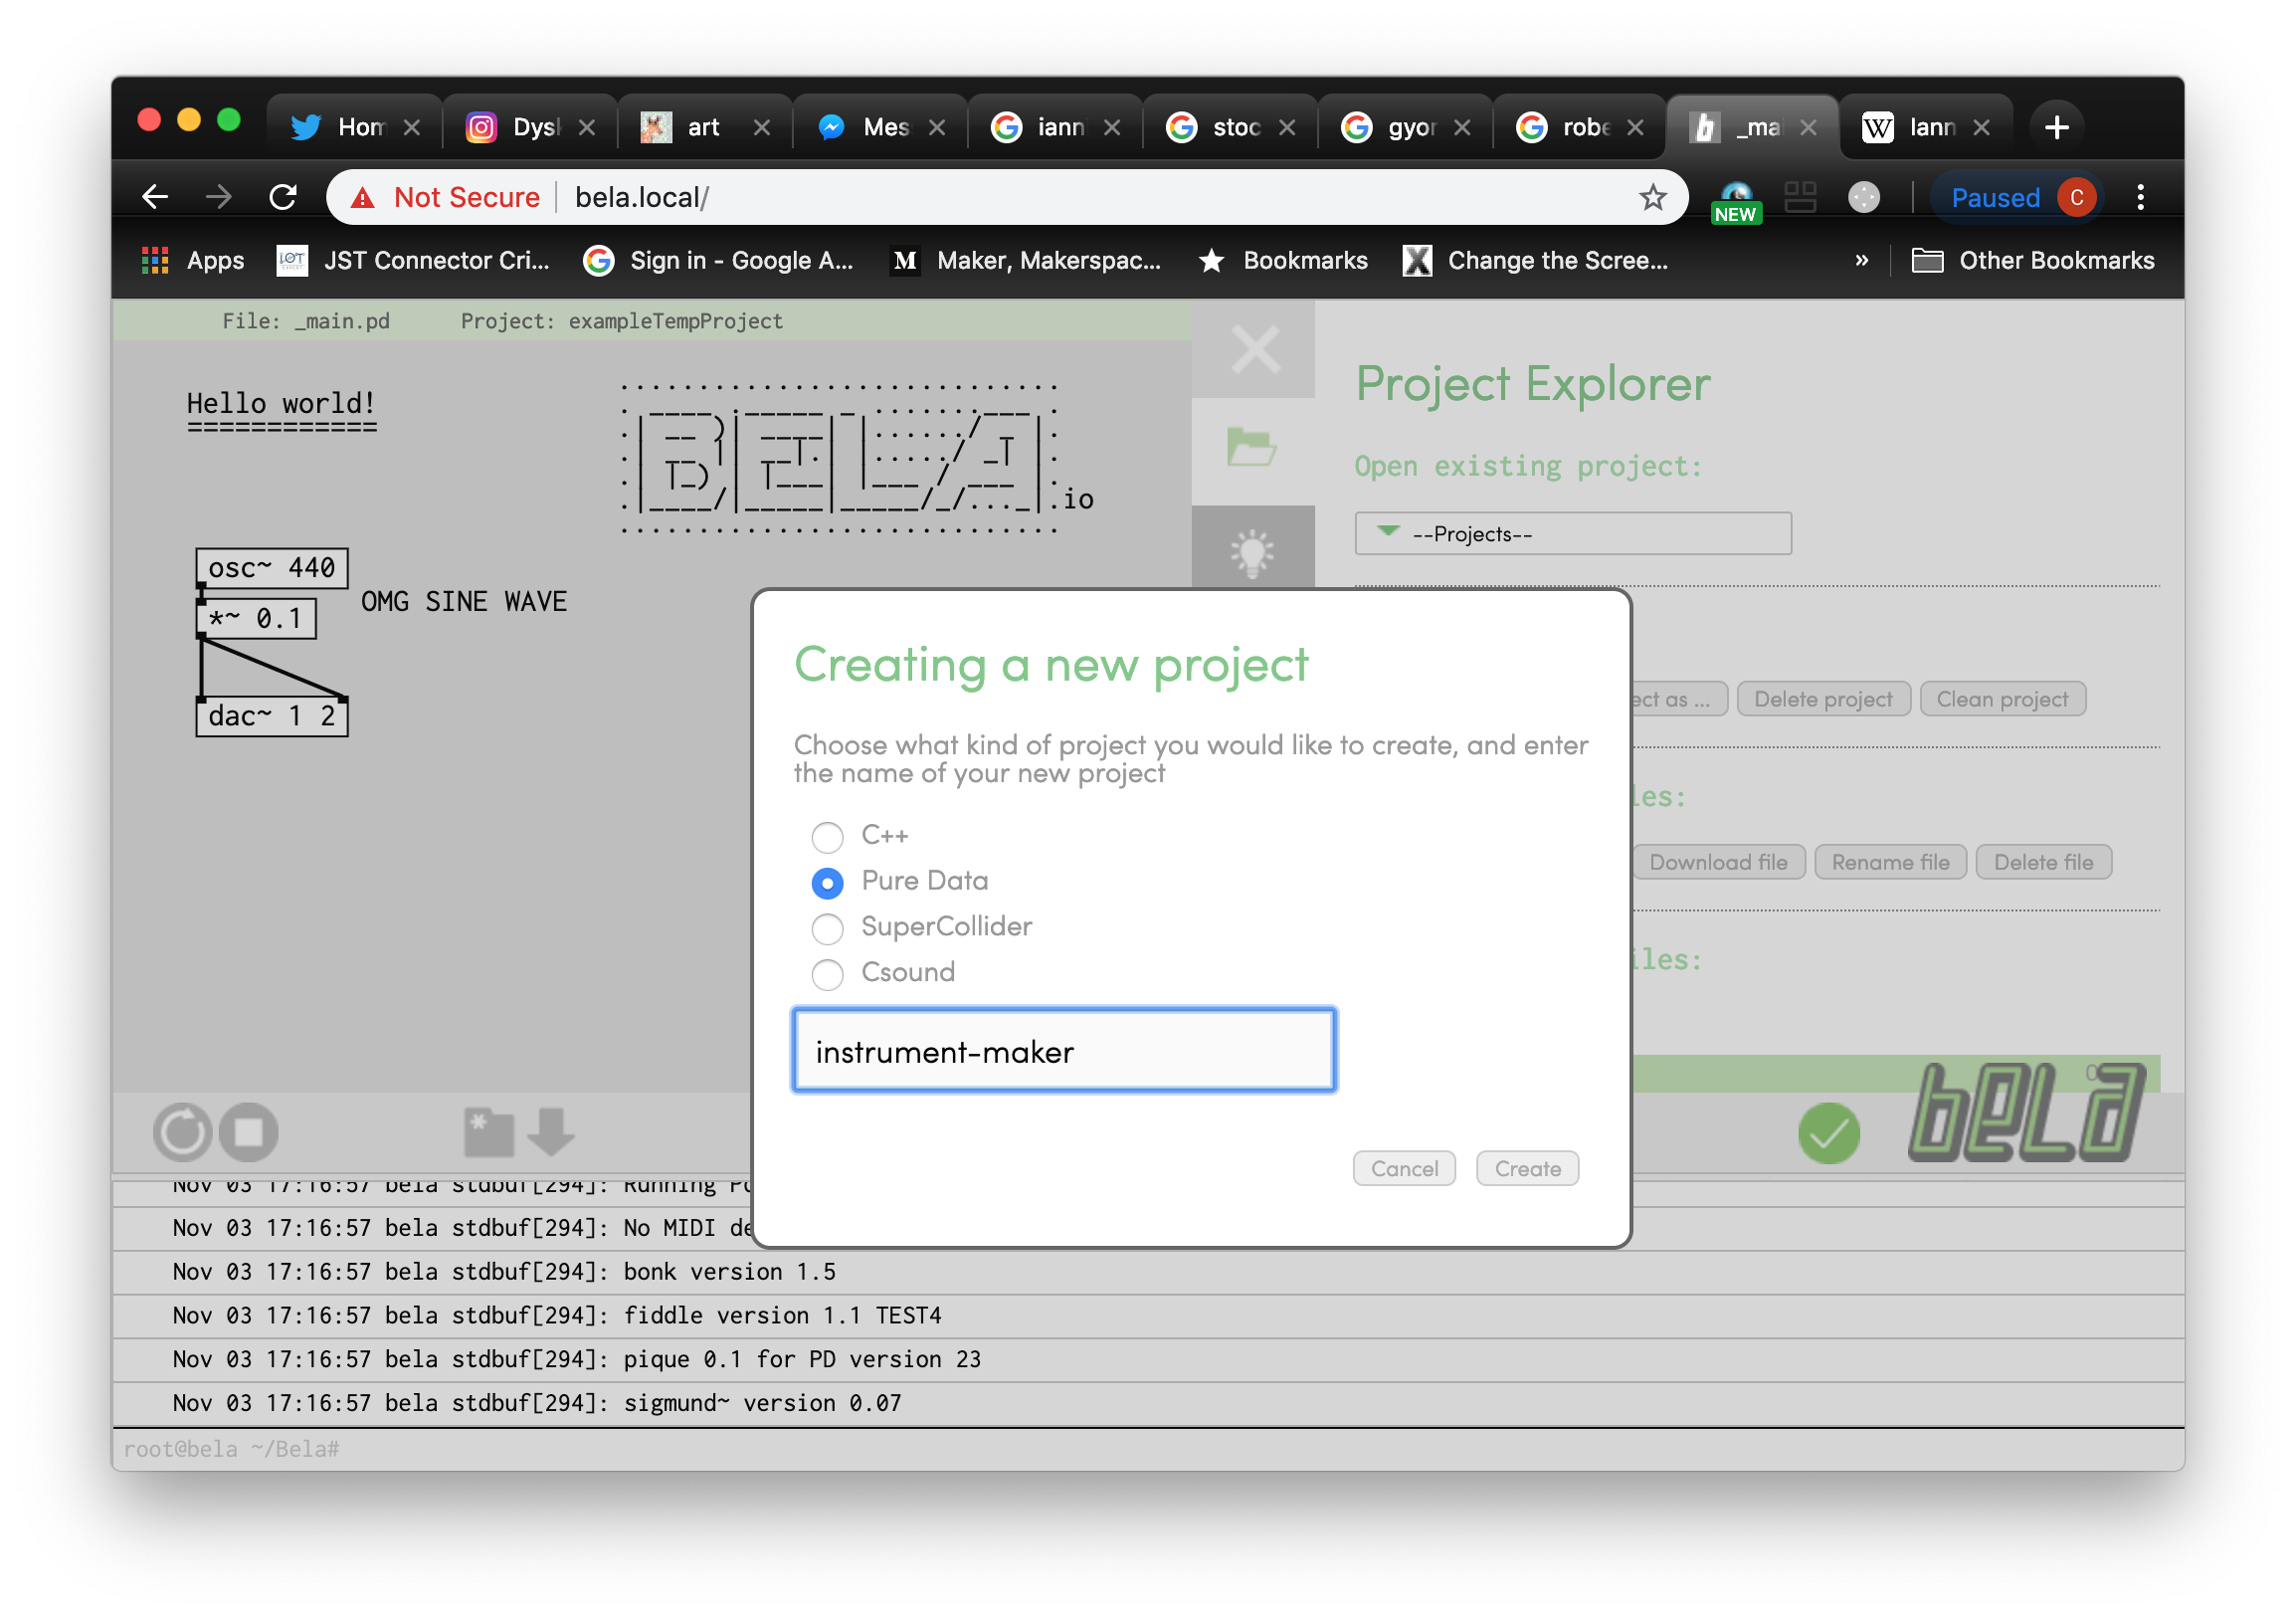 Hom
Dysl
art
Mes
iann
stoc
gyor
robe
_ma
W Iann
Not Secure
bela.local/
NEW
Paused
C
Apps
JST Connector Cri...
Sign in - Google A...
M Maker, Makerspac...
Bookmarks
Change the Scree...
»
Other Bookmarks
File: _main.pd
Project: exampleTempProject
Hello world!
============
.io
osc~ 440
*~ 0.1
OMG SINE WAVE
dac~ 1 2
Project Explorer
Open existing project:
--Projects--
ect as ...
Delete project
Clean project
les:
Download file
Rename file
Delete file
iles:
Creating a new project
Choose what kind of project you would like to create, and enter
the name of your new project
C++
Pure Data
SuperCollider
Csound
instrument-maker
Cancel
Create
bela
Nov 03 17:16:57 bela stdbuf[294]: Running Pd
Nov 03 17:16:57 bela stdbuf[294]: No MIDI de
Nov 03 17:16:57 bela stdbuf[294]: bonk version 1.5
Nov 03 17:16:57 bela stdbuf[294]: fiddle version 1.1 TEST4
Nov 03 17:16:57 bela stdbuf[294]: pique 0.1 for PD version 23
Nov 03 17:16:57 bela stdbuf[294]: sigmund~ version 0.07
root@bela ~/Bela#